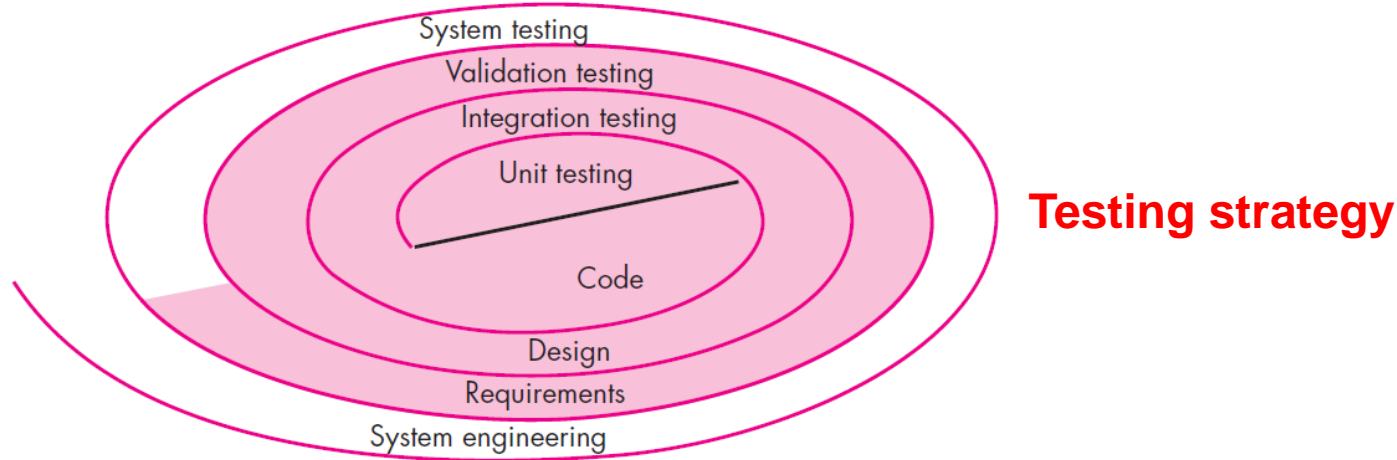 System testing
Validation testing
Integration testing
Unit testing
Testing strategy
Code
Design
Requirements
System engineering